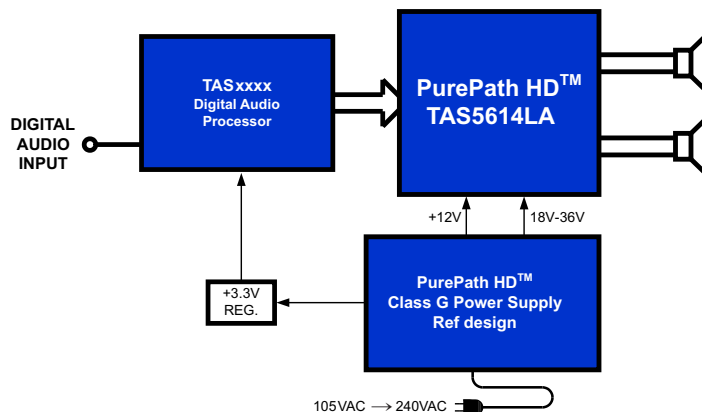 TASxxxx
Digital Audio
Processor
PurePath HD™
TAS5614LA
DIGITAL
AUDIO
INPUT
+12V
18V-36V
+3.3V
REG.
PurePath HD™
Class G Power Supply
Ref design
105VAC → 240VAC